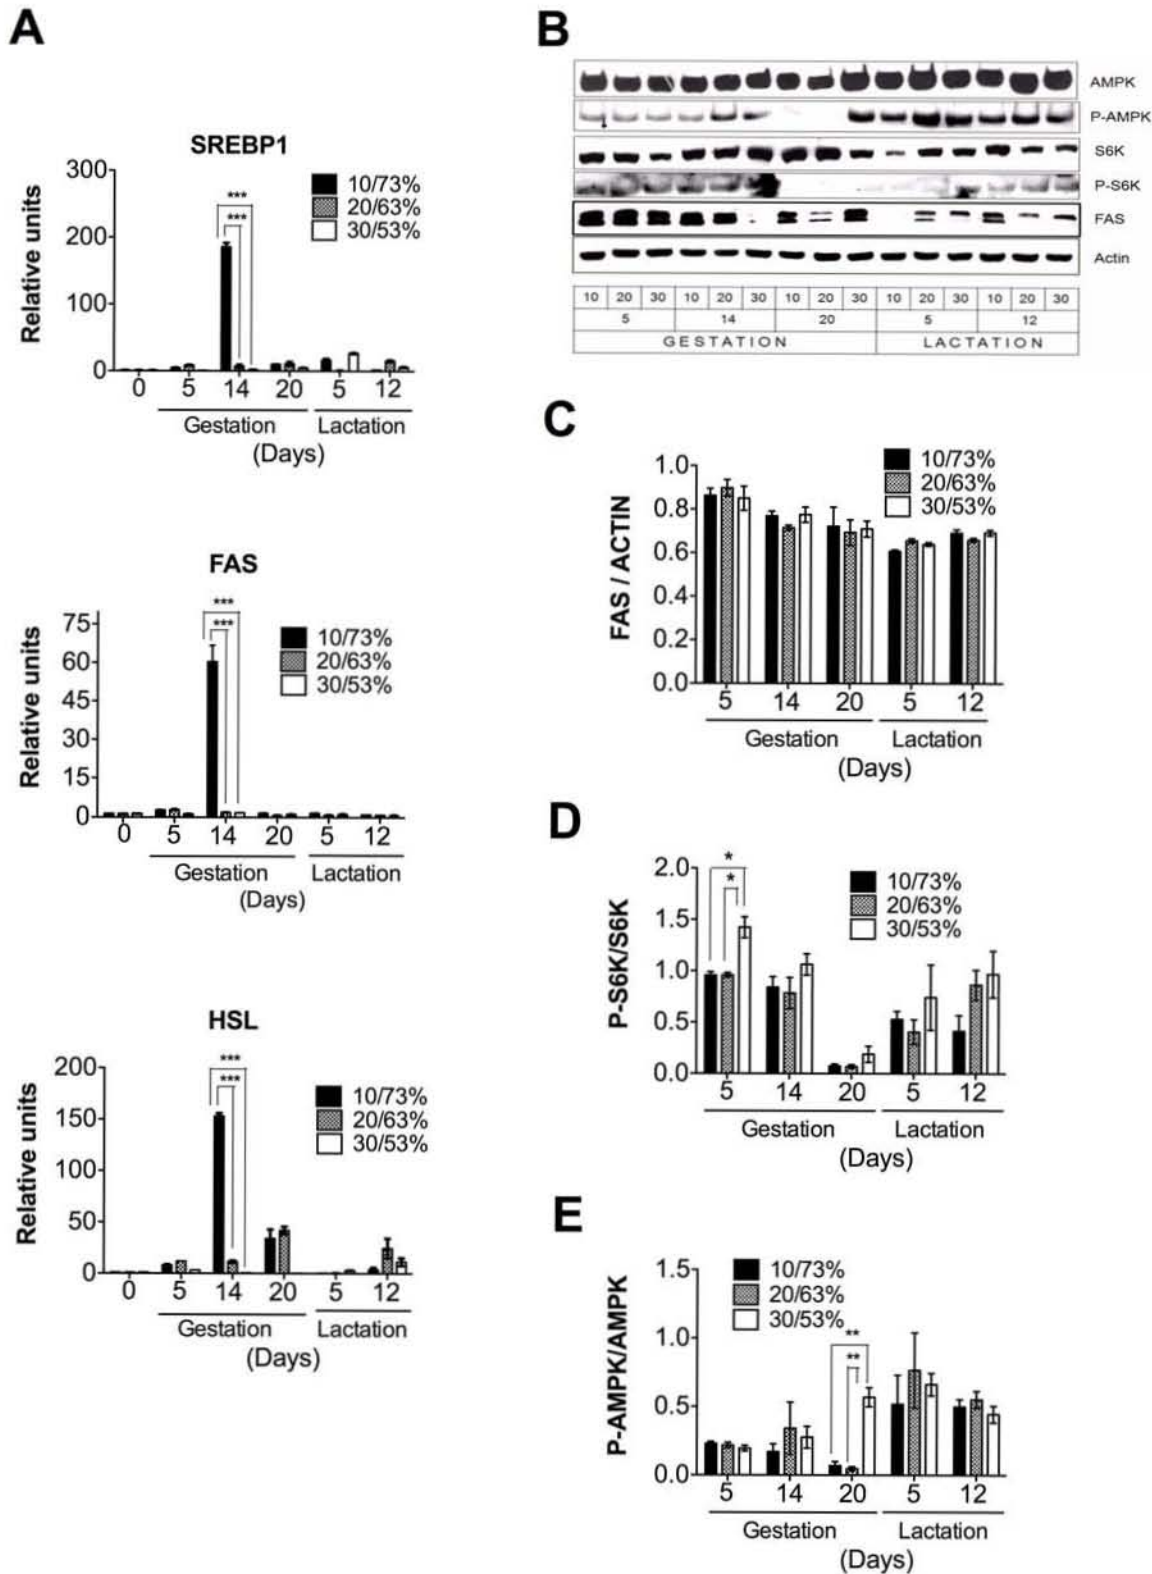 A
SREBP1
Relative units
300
200
100
0
***
***
10/73%
20/63%
30/53%
0 5 14 20 5 12
Gestation Lactation
(Days)
FAS
Relative units
75
60
45
30
15
0
***
***
10/73%
20/63%
30/53%
0 5 14 20 5 12
Gestation Lactation
(Days)
HSL
Relative units
200
150
100
50
0
***
***
10/73%
20/63%
30/53%
0 5 14 20 5 12
Gestation Lactation
(Days)
B
AMPK
P-AMPK
S6K
P-S6K
FAS
Actin
10 20 30 10 20 30 10 20 30 10 20 30 10 20 30
5 14 20 5 12
GESTATION LACTATION
C
FAS / ACTIN
1.0
0.8
0.6
0.4
0.2
0.0
10/73%
20/63%
30/53%
5 14 20 5 12
Gestation Lactation
(Days)
D
P-S6K/S6K
2.0
1.5
1.0
0.5
0.0
*
*
10/73%
20/63%
30/53%
5 14 20 5 12
Gestation Lactation
(Days)
E
P-AMPK/AMPK
1.5
1.0
0.5
0.0
10/73%
20/63%
30/53%
**
**
5 14 20 5 12
Gestation Lactation
(Days)